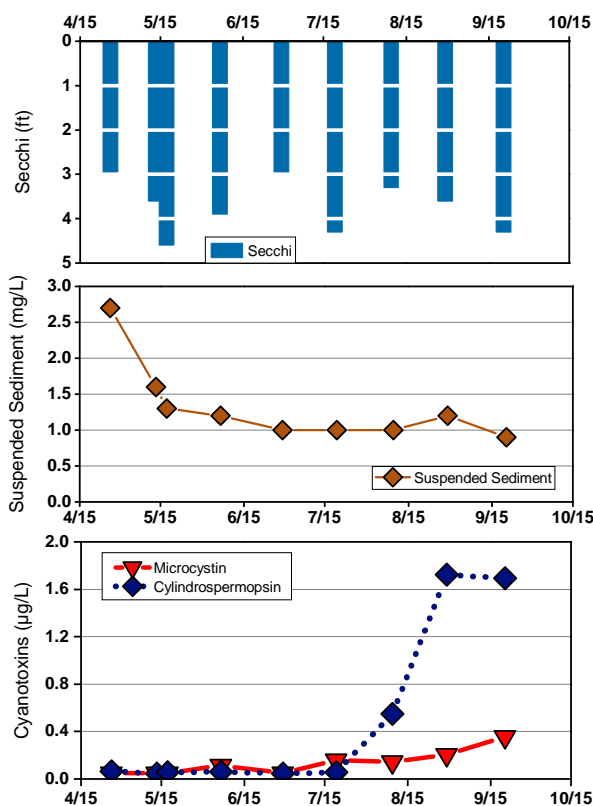 4/15 5/15 6/15 7/15 8/15 9/15 10/15
0
1
2
3
4
5
Secchi (ft)
Secchi
3.0
2.5
2.0
1.5
1.0
0.5
0.0
Suspended Sediment (mg/L)
Suspended Sediment
4/15 5/15 6/15 7/15 8/15 9/15 10/15
2.0
1.6
1.2
0.8
0.4
0.0
Cyanotoxins (µg/L)
Microcystin
Cylindrospermopsin
4/15 5/15 6/15 7/15 8/15 9/15 10/15